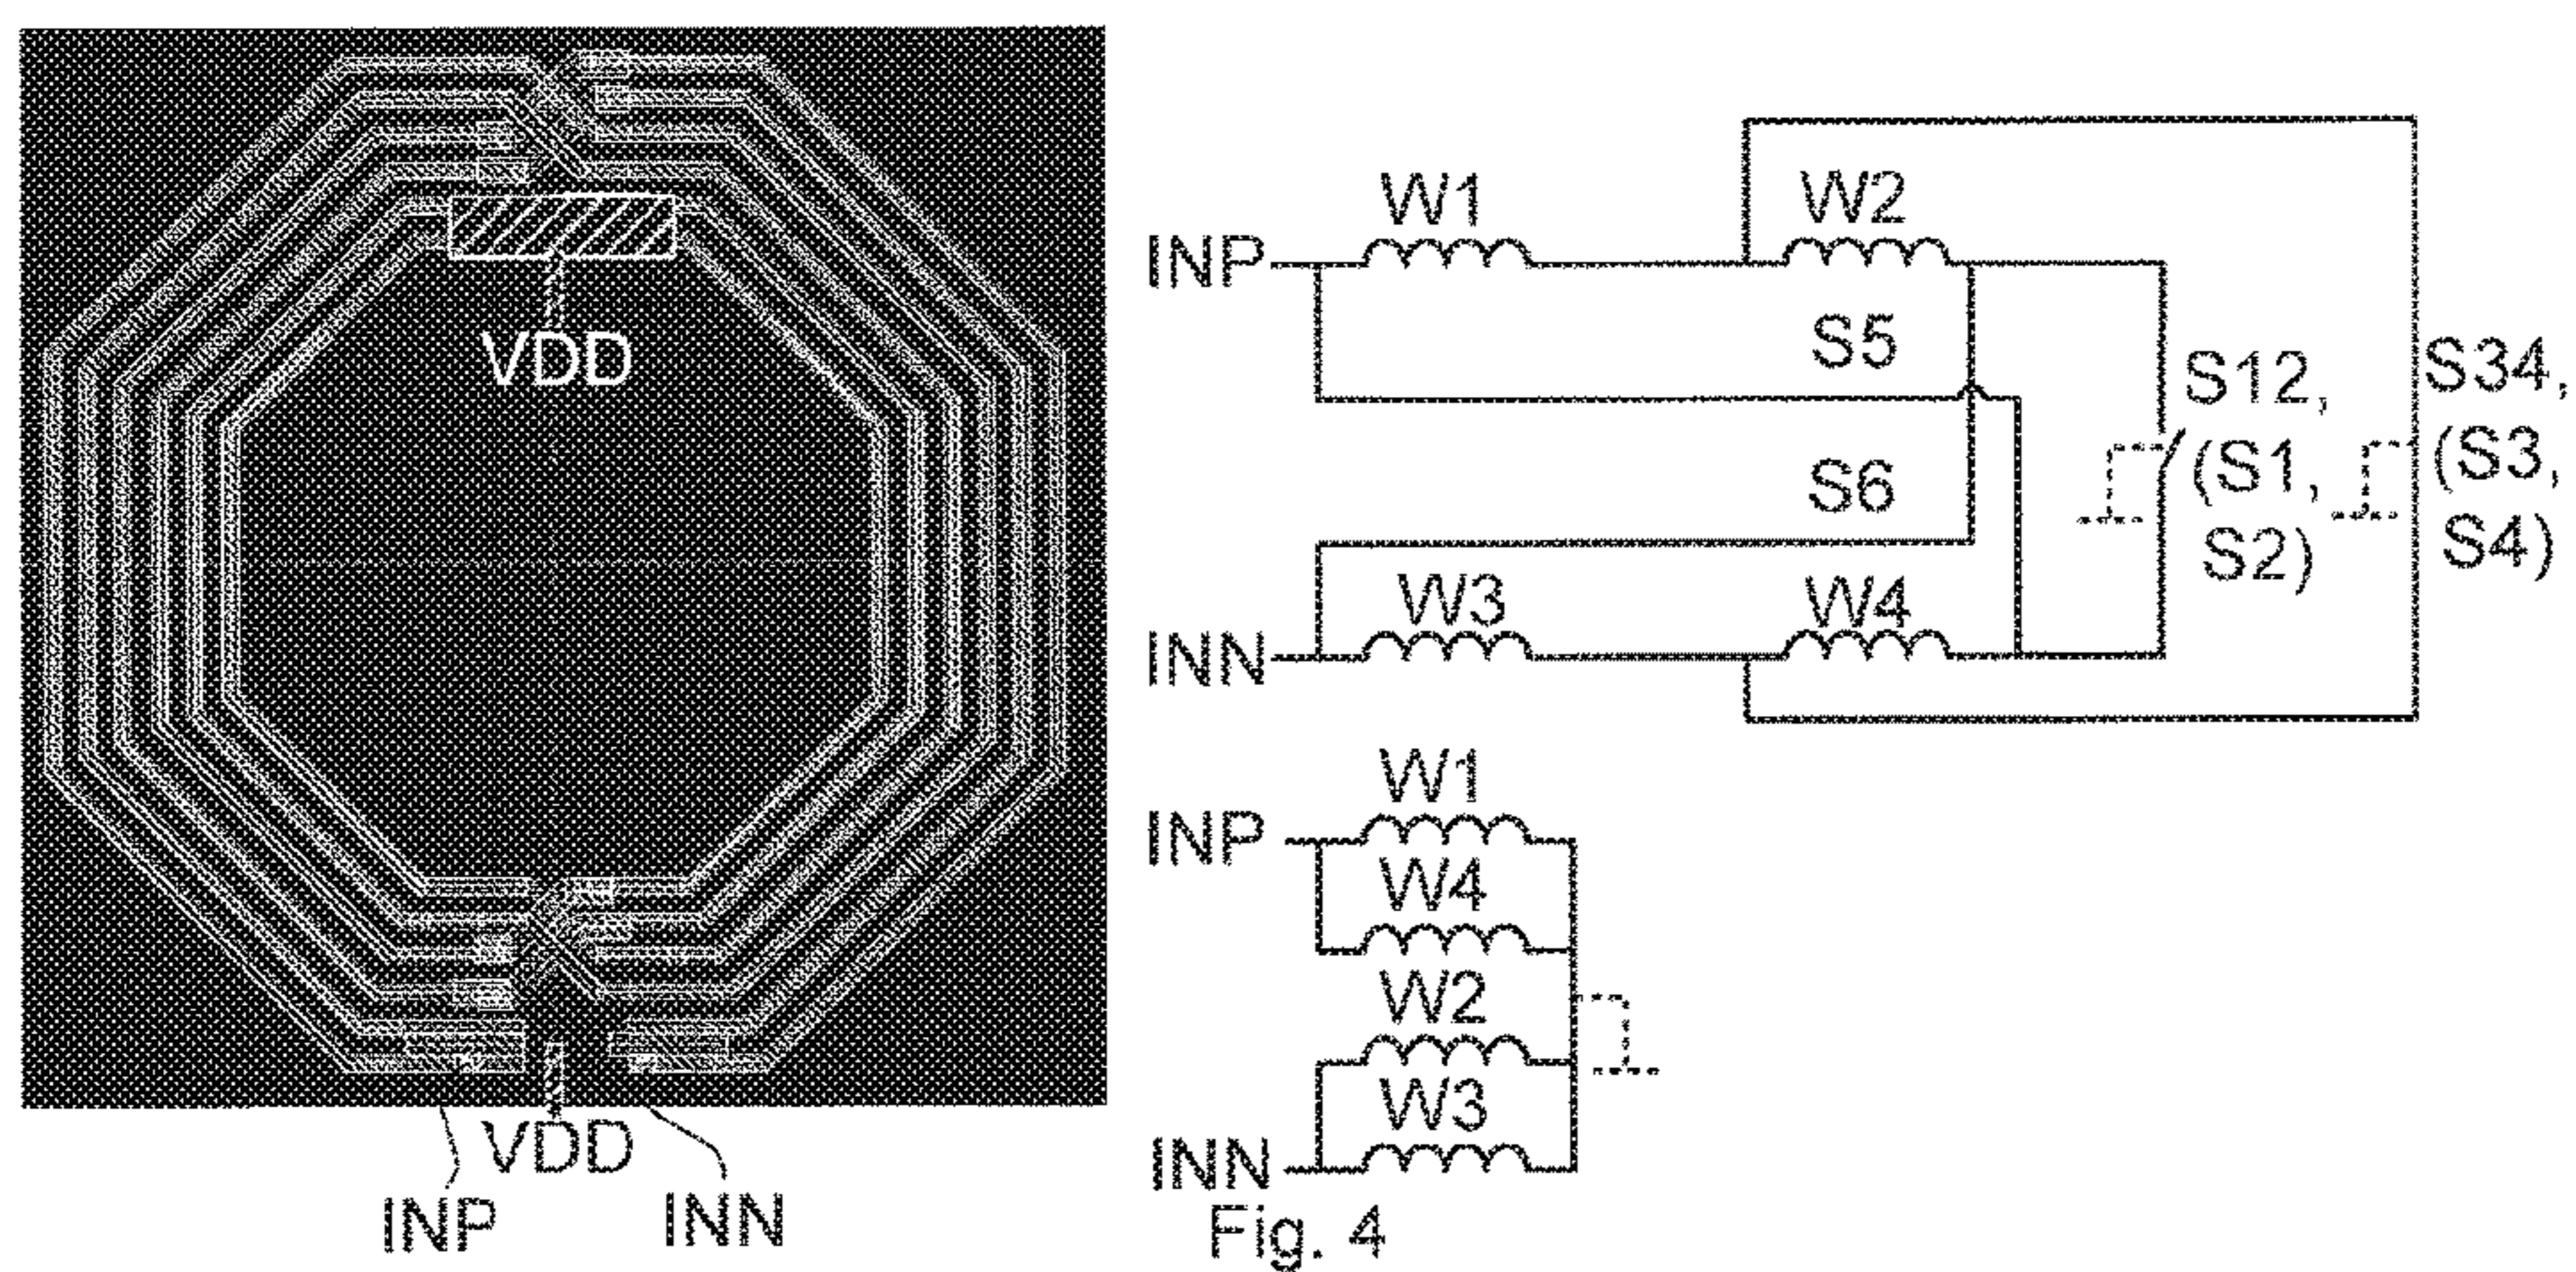 VDD
VDD
INP
INN
W1
W2
INP
S5
S12,
(S1,
S2)
S34,
(S3,
S4)
S6
W3
W4
INN
W1
INP
W4
W2
W3
INN
Fig. 4